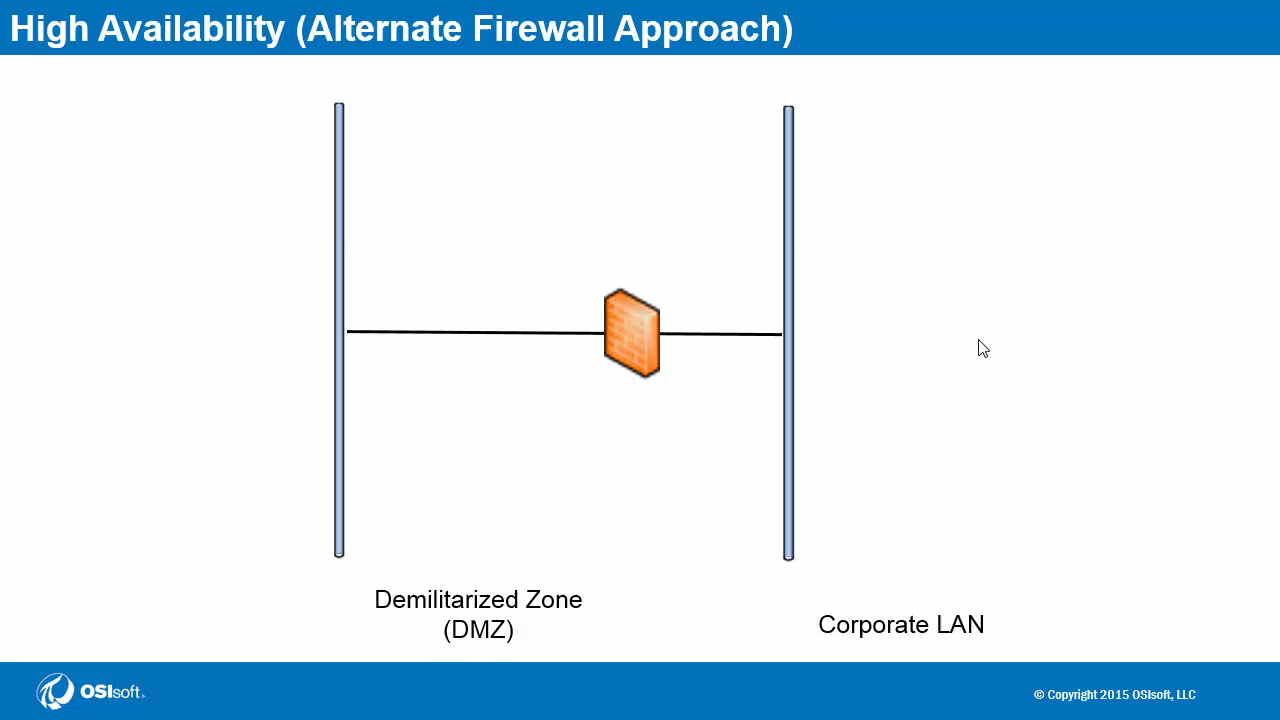 High Availability (Alternate Firewall Approach)
Demilitarized Zone
(DMZ)
Corporate LAN
OSIsoft®
© Copyright 2015 OSIsoft, LLC